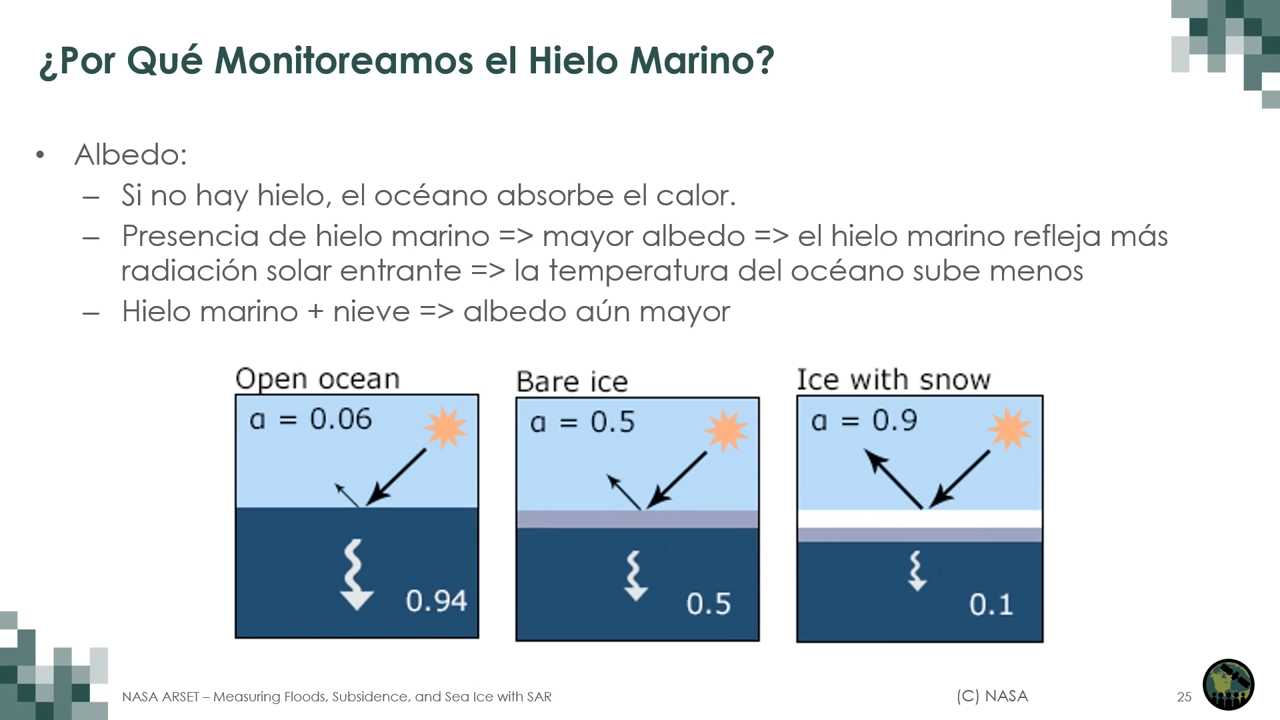 ¿Por Qué Monitoreamos el Hielo Marino?
• Albedo:
– Si no hay hielo, el océano absorbe el calor.
– Presencia de hielo marino => mayor albedo => el hielo marino refleja más
radiación solar entrante => la temperatura del océano sube menos
– Hielo marino + nieve => albedo aún mayor
Open ocean
ɑ = 0.06
0.94
Bare ice
ɑ = 0.5
0.5
Ice with snow
ɑ = 0.9
0.1
NASA ARSET – Measuring Floods, Subsidence, and Sea Ice with SAR
(C) NASA
25